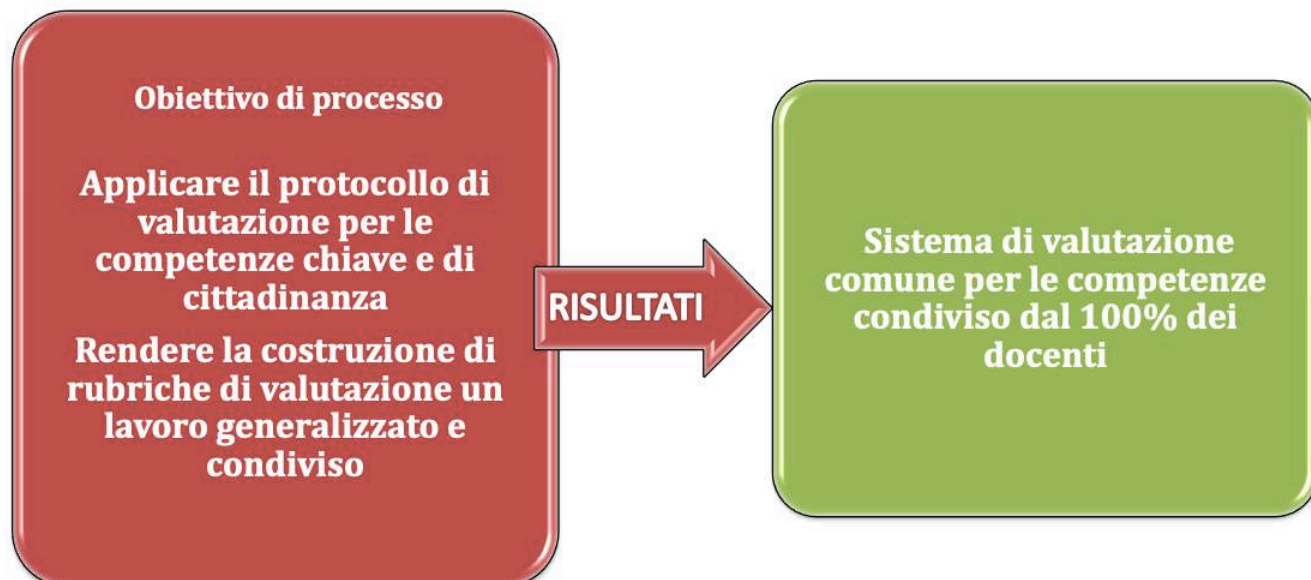 Obiettivo di processo
Applicare il protocollo di
valutazione per le
competenze chiave e di
cittadinanza
Rendere la costruzione di
rubriche di valutazione un
lavoro generalizzato e
condiviso
RISULTATI
Sistema di valutazione
comune per le competenze
condiviso dal 100% dei
docenti